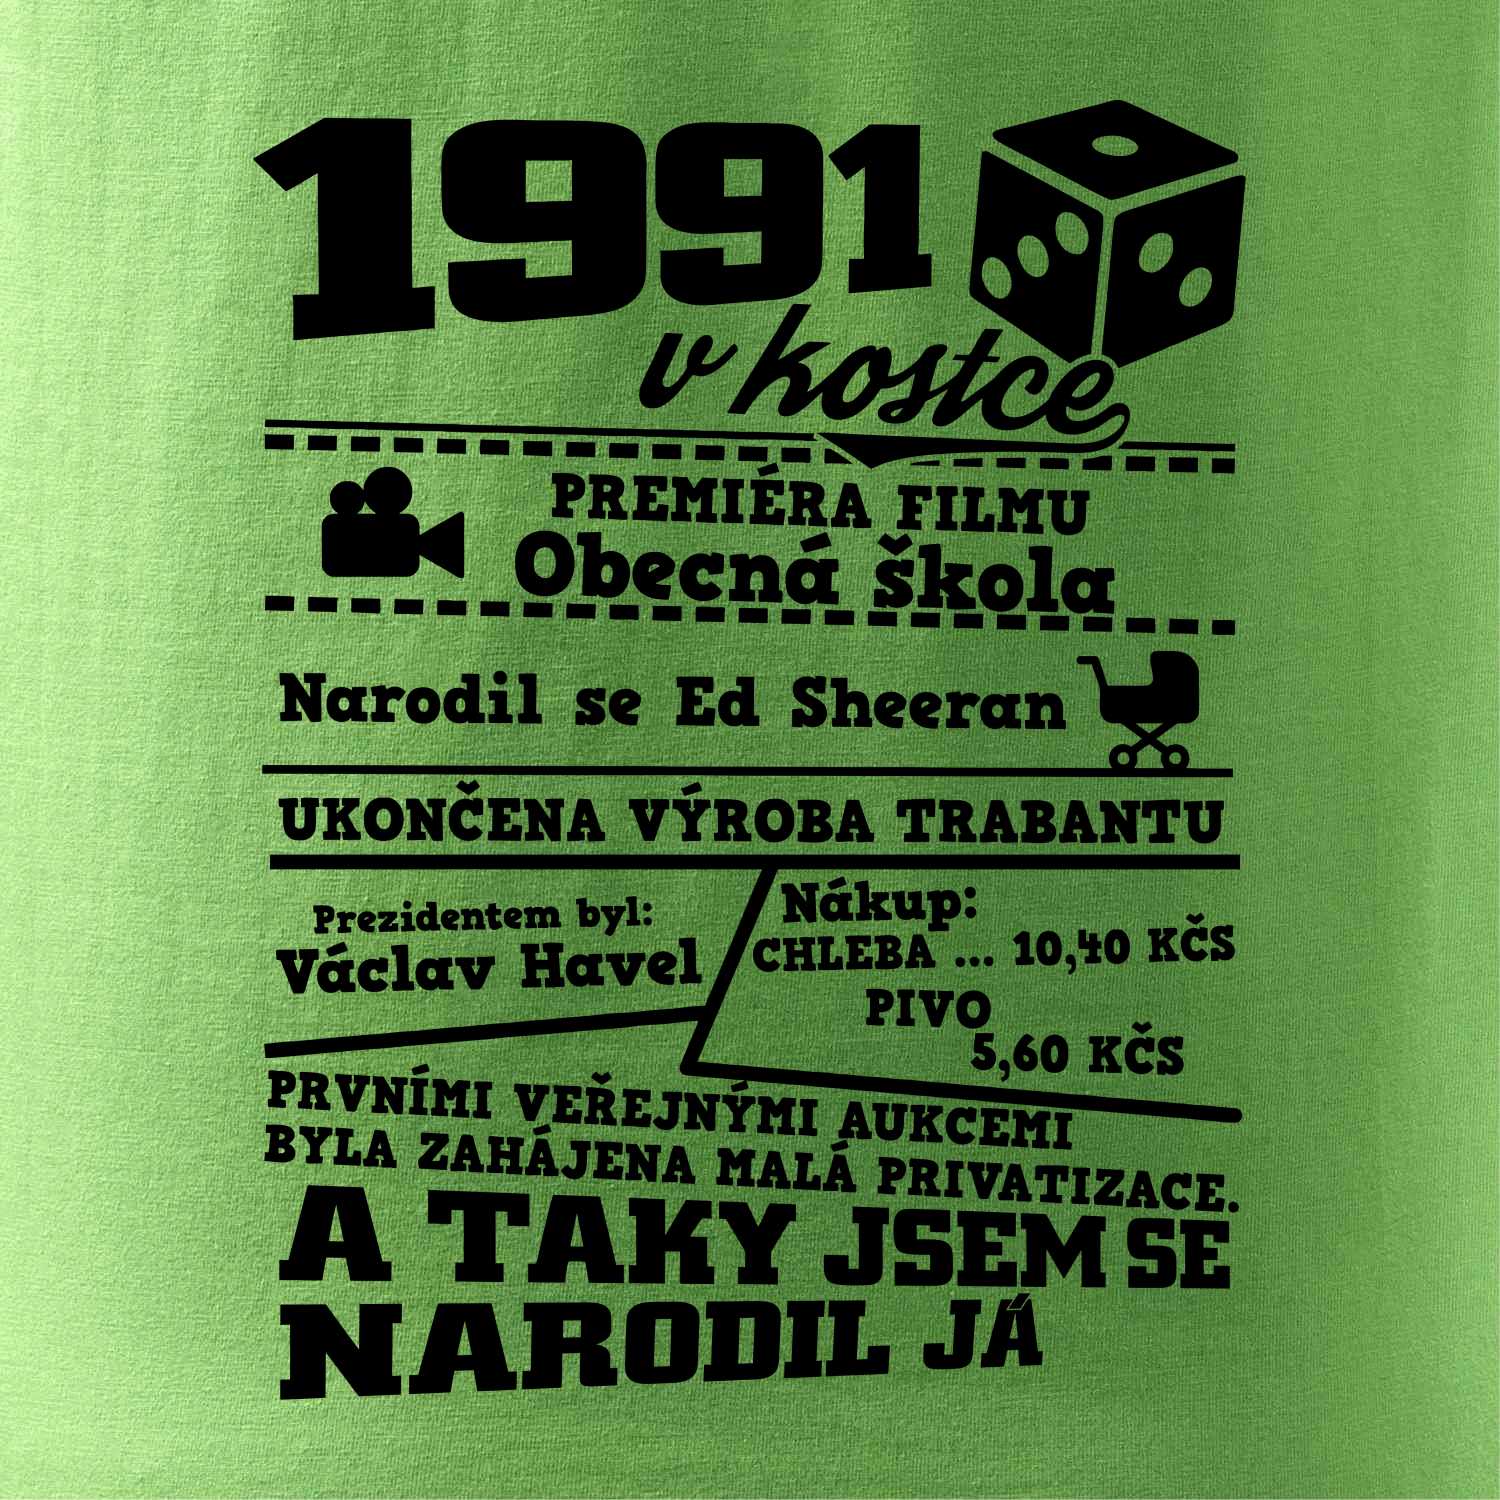 1991
v kostce
PREMIÉRA FILMU
Obecná škola
Narodil se Ed Sheeran
UKONČENA VÝROBA TRABANTU
Prezidentem byl:
Václav Havel
Nákup:
CHLEBA ... 10,40 KČS
PIVO
5,60 KČS
PRVNÍMI VEŘEJNÝMI AUKCEMI
BYLA ZAHÁJENA MALÁ PRIVATIZACE.
A TAKY JSEM SE
NARODIL JÁ